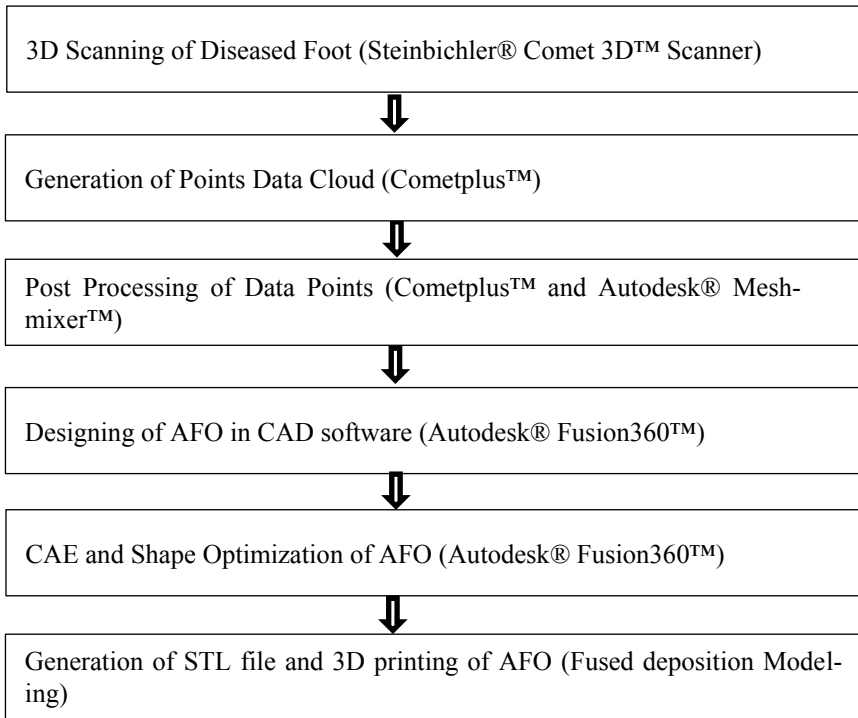 3D Scanning of Diseased Foot (Steinbichler® Comet 3D™ Scanner)
Generation of Points Data Cloud (Cometplus™)
Post Processing of Data Points (Cometplus™ and Autodesk® Mesh-
mixer™)
Designing of AFO in CAD software (Autodesk® Fusion360™)
CAE and Shape Optimization of AFO (Autodesk® Fusion360™)
Generation of STL file and 3D printing of AFO (Fused deposition Model-
ing)